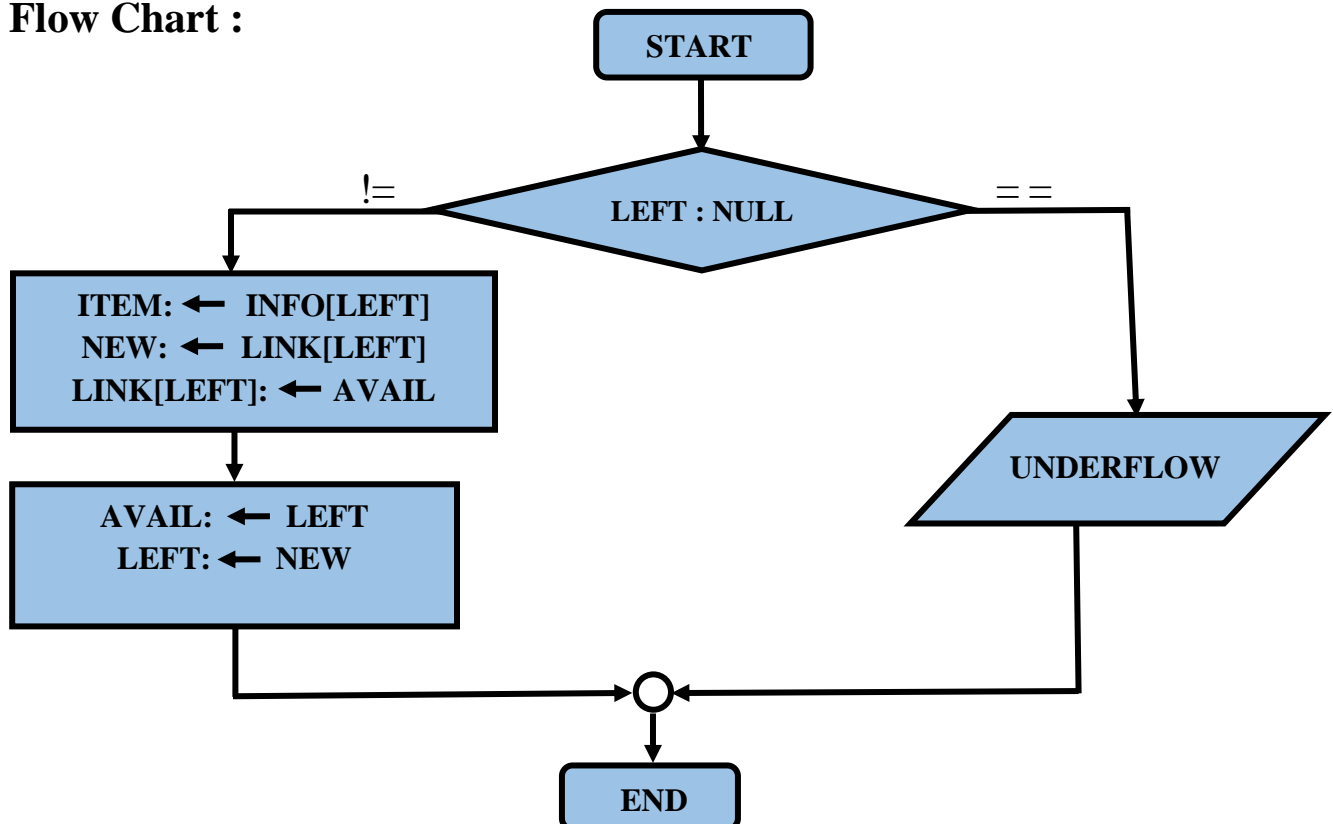 Flow Chart :
START
!=
LEFT : NULL
= =
ITEM: ← INFO[LEFT]
NEW: ← LINK[LEFT]
LINK[LEFT]: ← AVAIL
UNDERFLOW
AVAIL: ← LEFT
LEFT: ← NEW
END